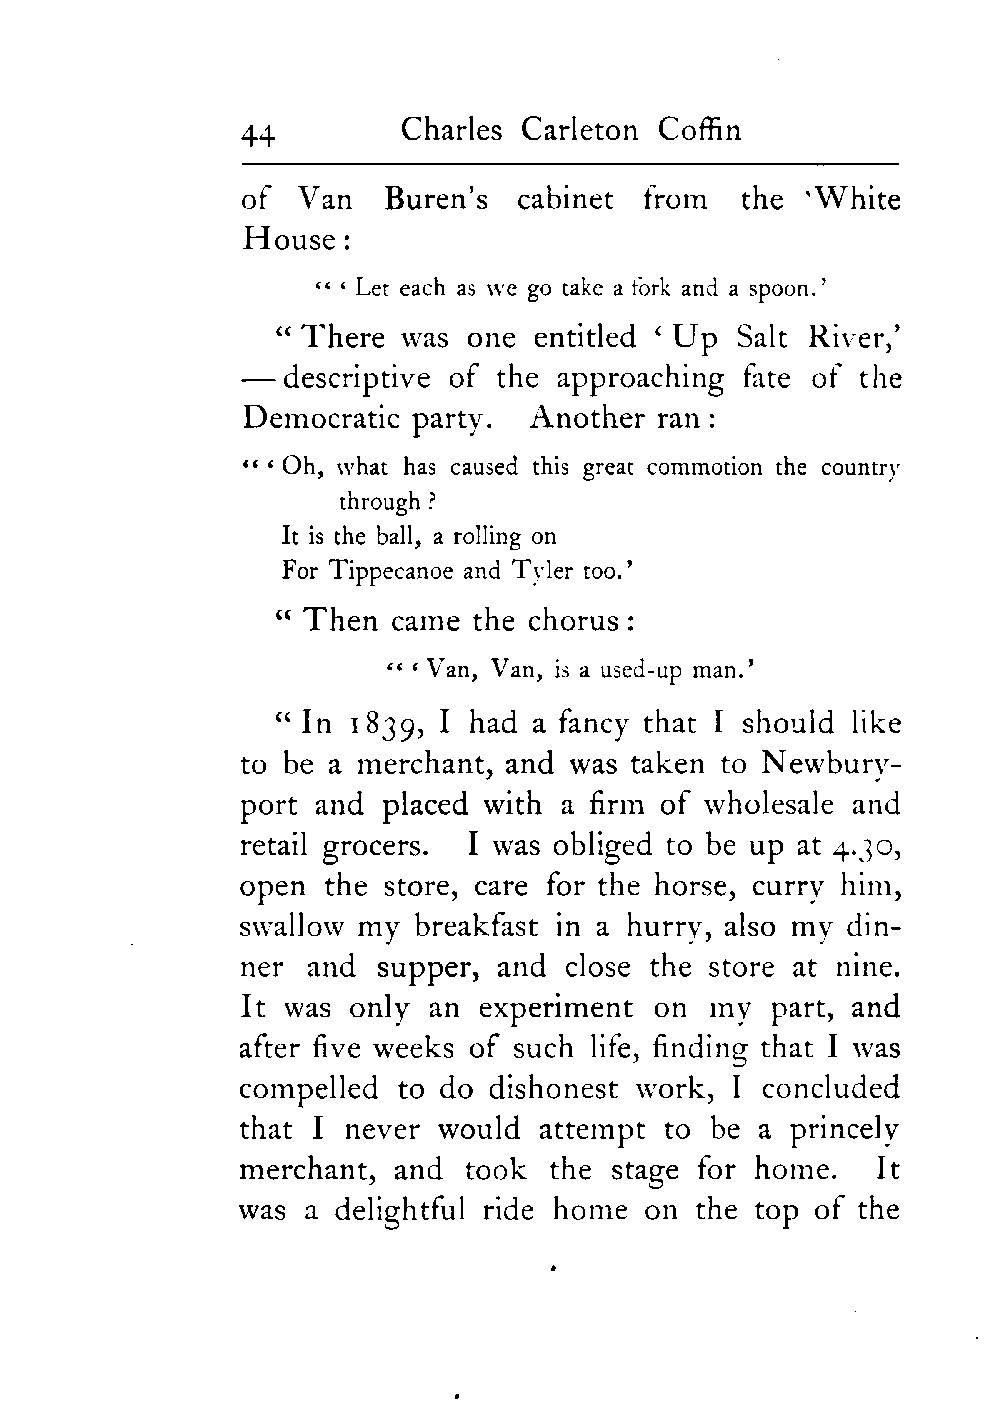 44 Charles Carleton Coffin
of Van Buren's cabinet from the White
House:
"'Let each as we go take a fork and a spoon.'
"There was one entitled 'Up Salt River,'
— descriptive of the approaching fate of the
Democratic party. Another ran:
"'Oh, what has caused this great commotion the country
through?
It is the ball, a rolling on
For Tippecanoe and Tyler too.'
"Then came the chorus:
"'Van, Van, is a used-up man.'
"In 1839, I had a fancy that I should like
to be a merchant, and was taken to Newbury-
port and placed with a firm of wholesale and
retail grocers. I was obliged to be up at 4.30,
open the store, care for the horse, curry him,
swallow my breakfast in a hurry, also my din-
ner and supper, and close the store at nine.
It was only an experiment on my part, and
after five weeks of such life, finding that I was
compelled to do dishonest work, I concluded
that I never would attempt to be a princely
merchant, and took the stage for home. It
was a delightful ride home on the top of the